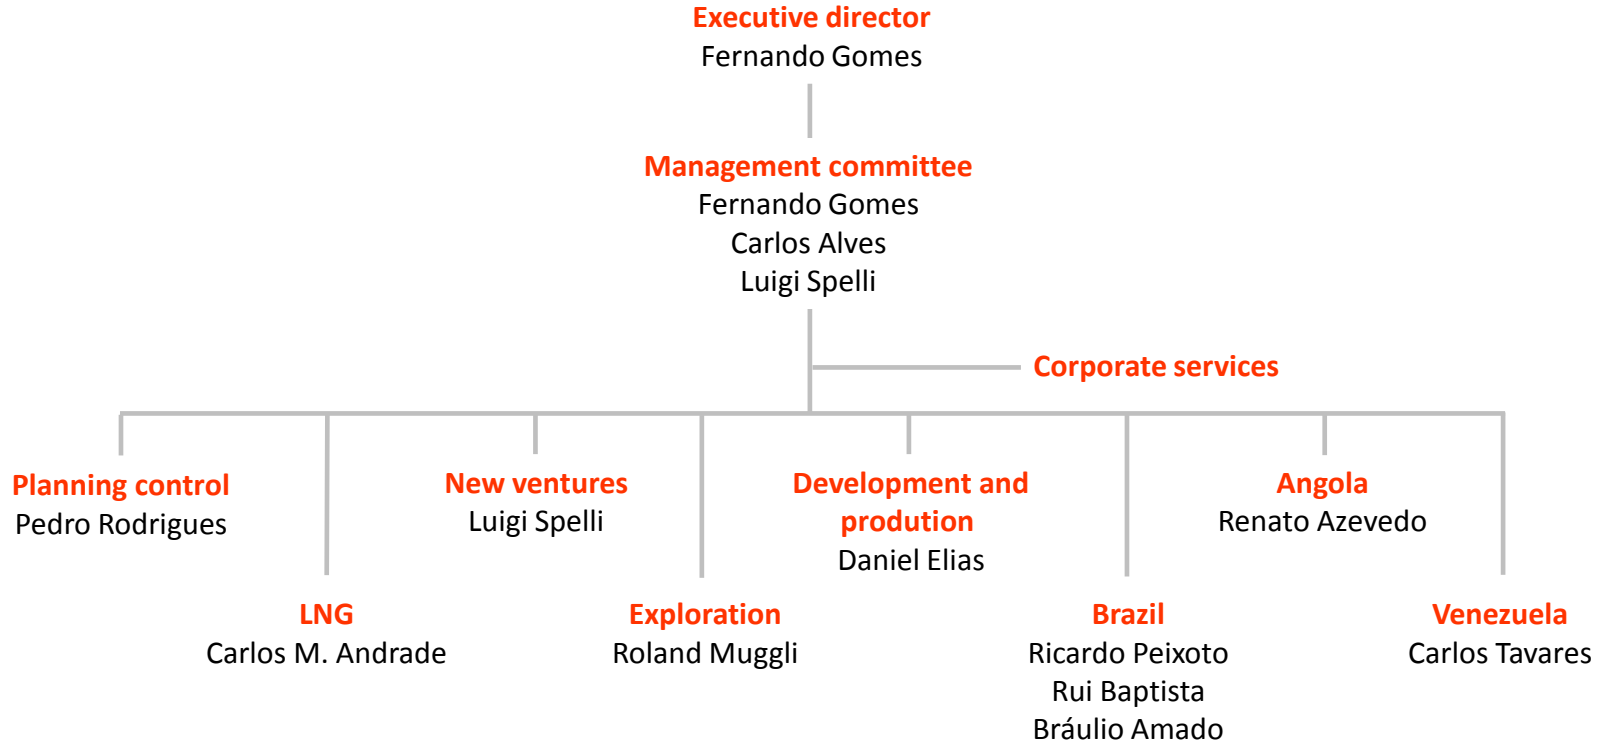 Executive director
Fernando Gomes
Management committee
Fernando Gomes
Carlos Alves
Luigi Spelli
Corporate services
Planning control
Pedro Rodrigues
New ventures
Luigi Spelli
Development and
prodution
Daniel Elias
Angola
Renato Azevedo
LNG
Carlos M. Andrade
Exploration
Roland Muggli
Brazil
Ricardo Peixoto
Rui Baptista
Bráulio Amado
Venezuela
Carlos Tavares